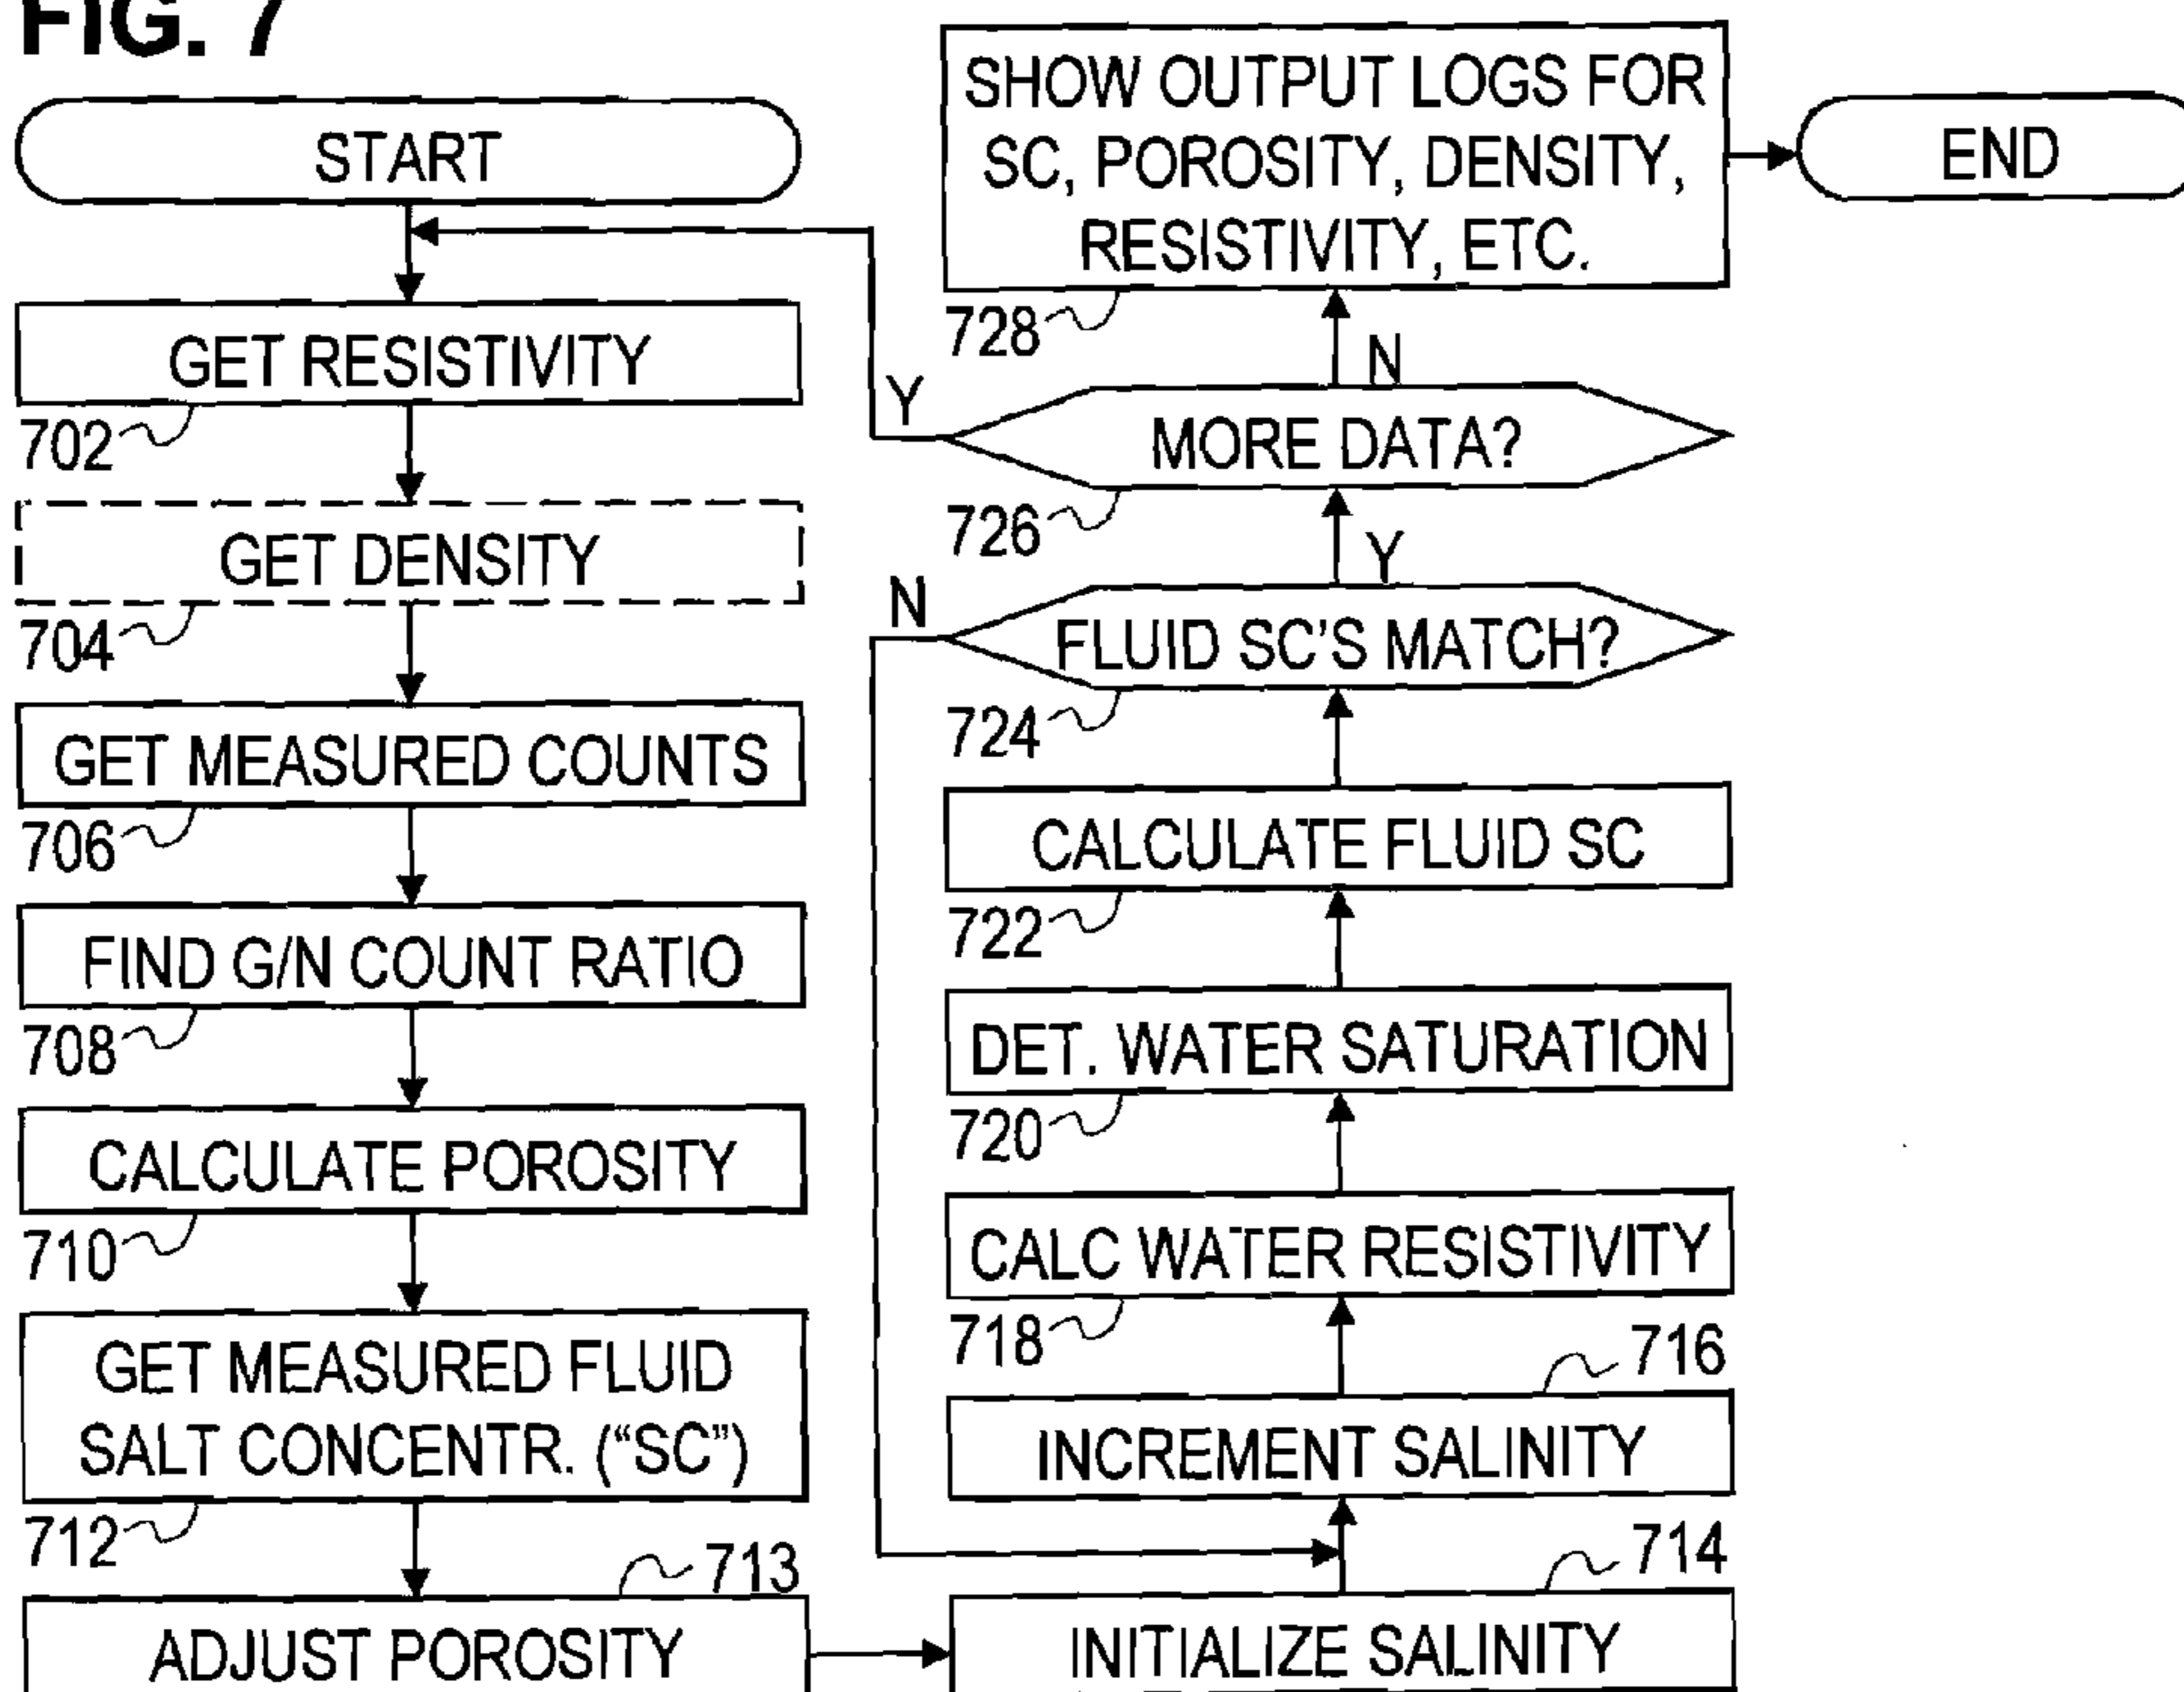 FIG. 7
START
GET RESISTIVITY
702
GET DENSITY
704
GET MEASURED COUNTS
706
FIND G/N COUNT RATIO
708
CALCULATE POROSITY
710
GET MEASURED FLUID
SALT CONCENTR. (“SC”)
712
713
ADJUST POROSITY
714
INITIALIZE SALINITY
716
INCREMENT SALINITY
718
CALC WATER RESISTIVITY
720
DET. WATER SATURATION
722
CALCULATE FLUID SC
724
FLUID SC'S MATCH?
N
Y
726
MORE DATA?
Y
N
728
SHOW OUTPUT LOGS FOR
SC, POROSITY, DENSITY,
RESISTIVITY, ETC.
END